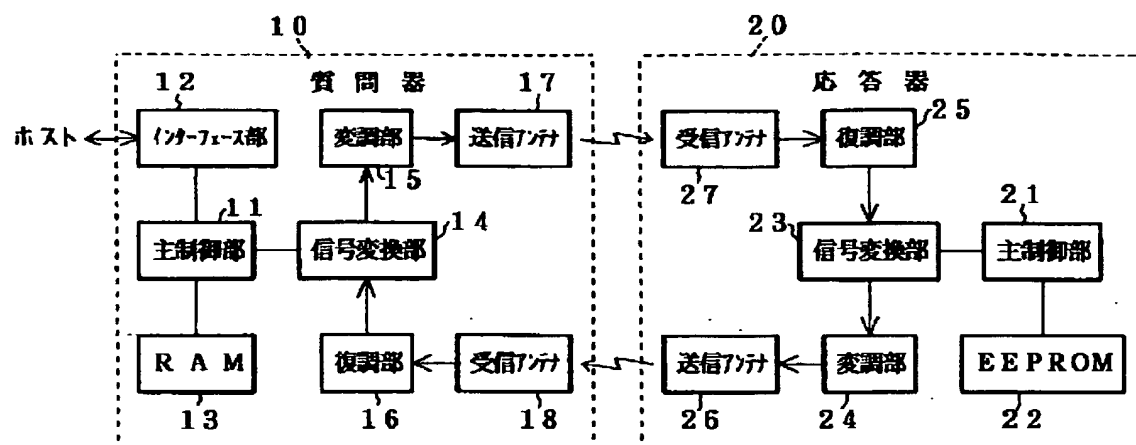 10
20
12
質問器
17
応答器
25
ホスト
インターフェース部
変調部
送信アンテナ
受信アンテナ
復調部
15
27
11
14
23
21
主制御部
信号変換部
信号変換部
主制御部
RAM
復調部
受信アンテナ
送信アンテナ
変調部
EEPROM
13
16
18
26
24
22